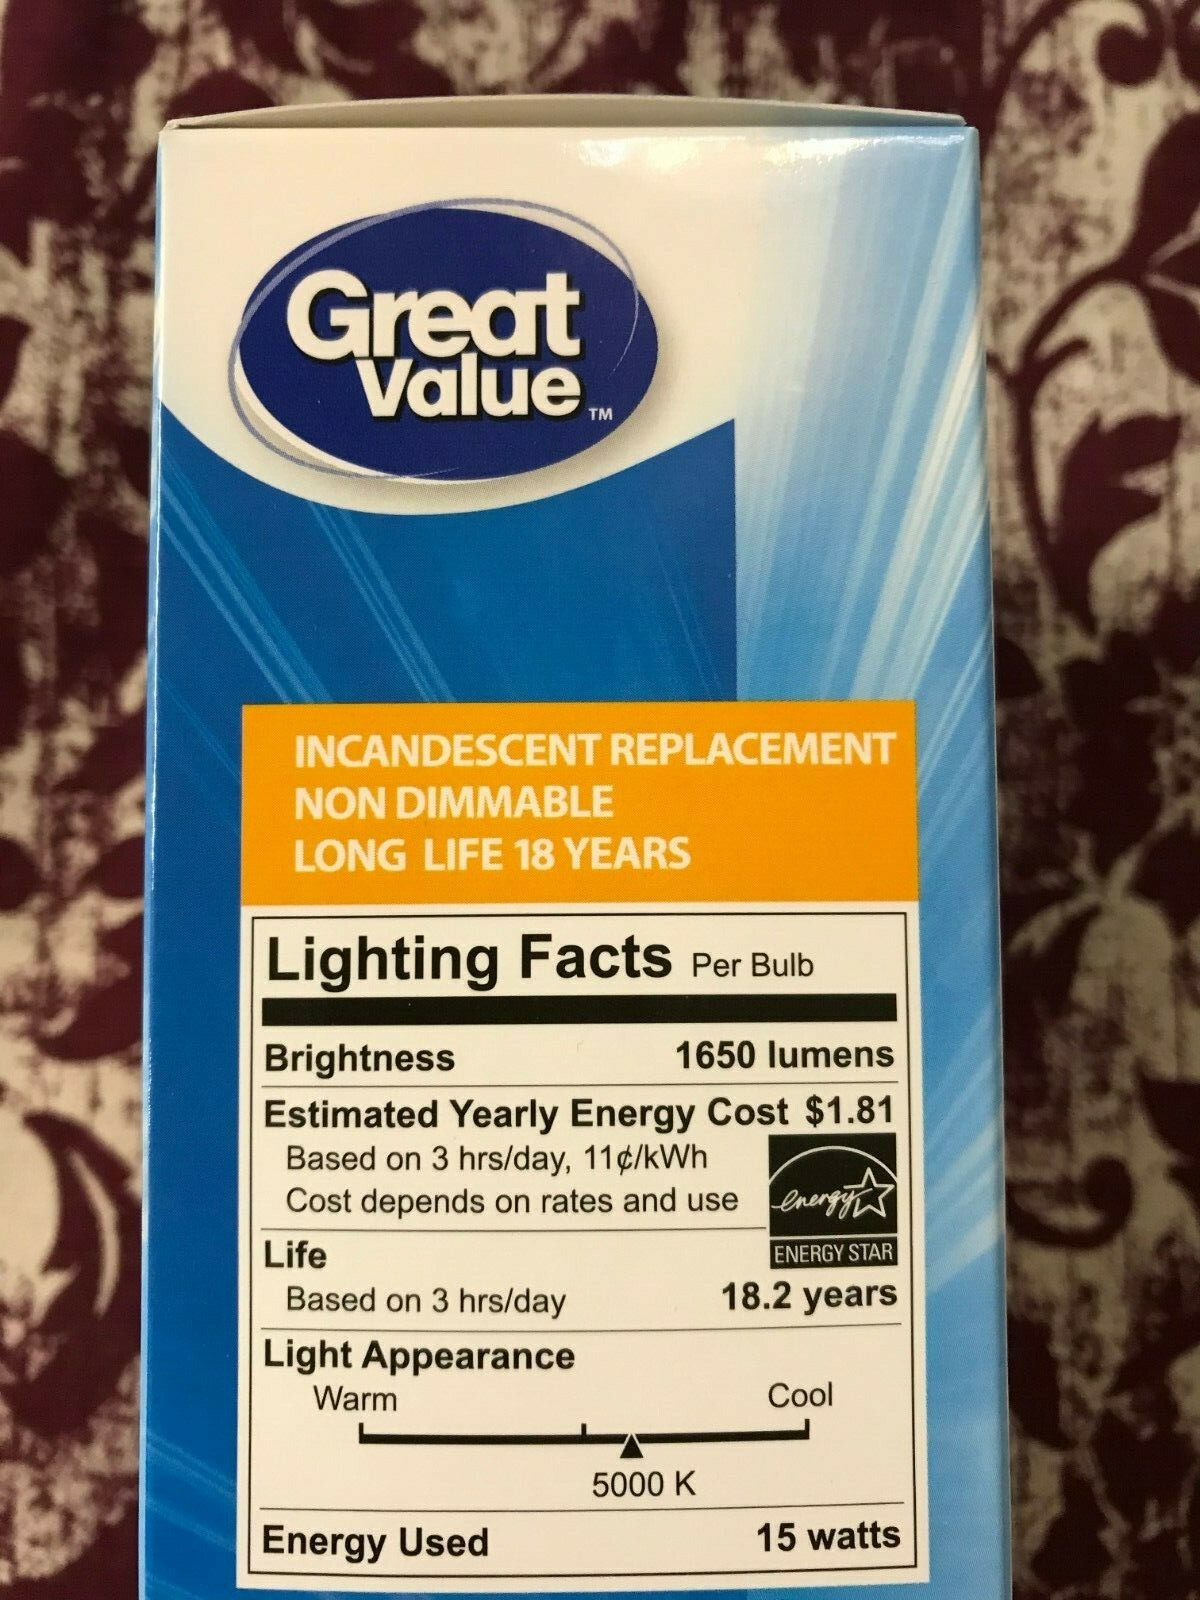 Great
Value™
INCANDESCENT REPLACEMENT
NON DIMMABLE
LONG LIFE 18 YEARS
Lighting Facts Per Bulb
Brightness 1650 lumens
Estimated Yearly Energy Cost $1.81
Based on 3 hrs/day, 11¢/kWh
Cost depends on rates and use
energy
ENERGY STAR
Life
Based on 3 hrs/day 18.2 years
Light Appearance
Warm Cool
5000 K
Energy Used 15 watts